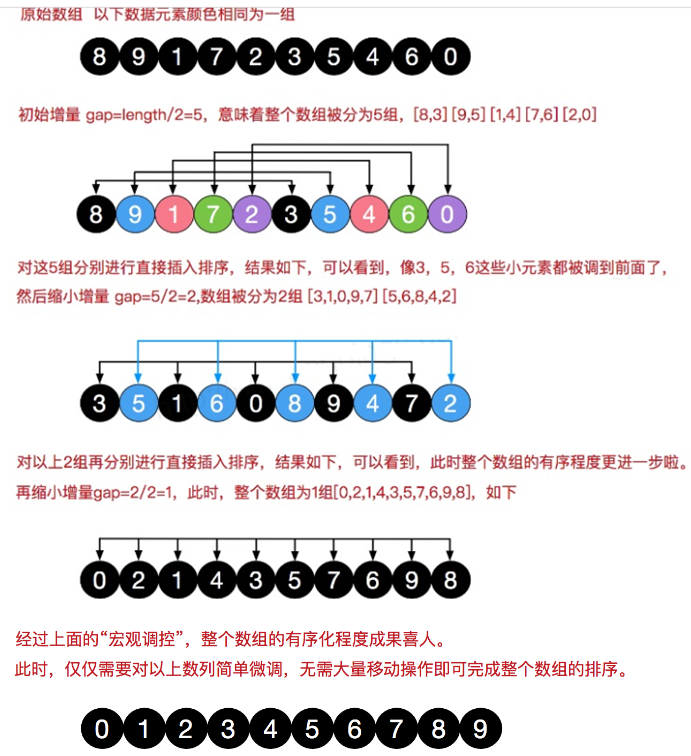 原始数组 以下数据元素颜色相同为一组
8 9 1 7 2 3 5 4 6 0
初始增量 gap=length/2=5，意味着整个数组被分为5组，[8,3][9,5][1,4][7,6][2,0]
8 9 1 7 2 3 5 4 6 0
对这5组分别进行直接插入排序，结果如下，可以看到，像3，5，6这些小元素都被调到前面了，
然后缩小增量 gap=5/2=2,数组被分为2组 [3,1,0,9,7] [5,6,8,4,2]
3 5 1 6 0 8 9 4 7 2
对以上2组再分别进行直接插入排序，结果如下，可以看到，此时整个数组的有序程度更进一步啦。
再缩小增量gap=2/2=1，此时，整个数组为1组[0,2,1,4,3,5,7,6,9,8]，如下
0 2 1 4 3 5 7 6 9 8
经过上面的“宏观调控”，整个数组的有序化程度成果喜人。
此时，仅仅需要对以上数列简单微调，无需大量移动操作即可完成整个数组的排序。
0 1 2 3 4 5 6 7 8 9